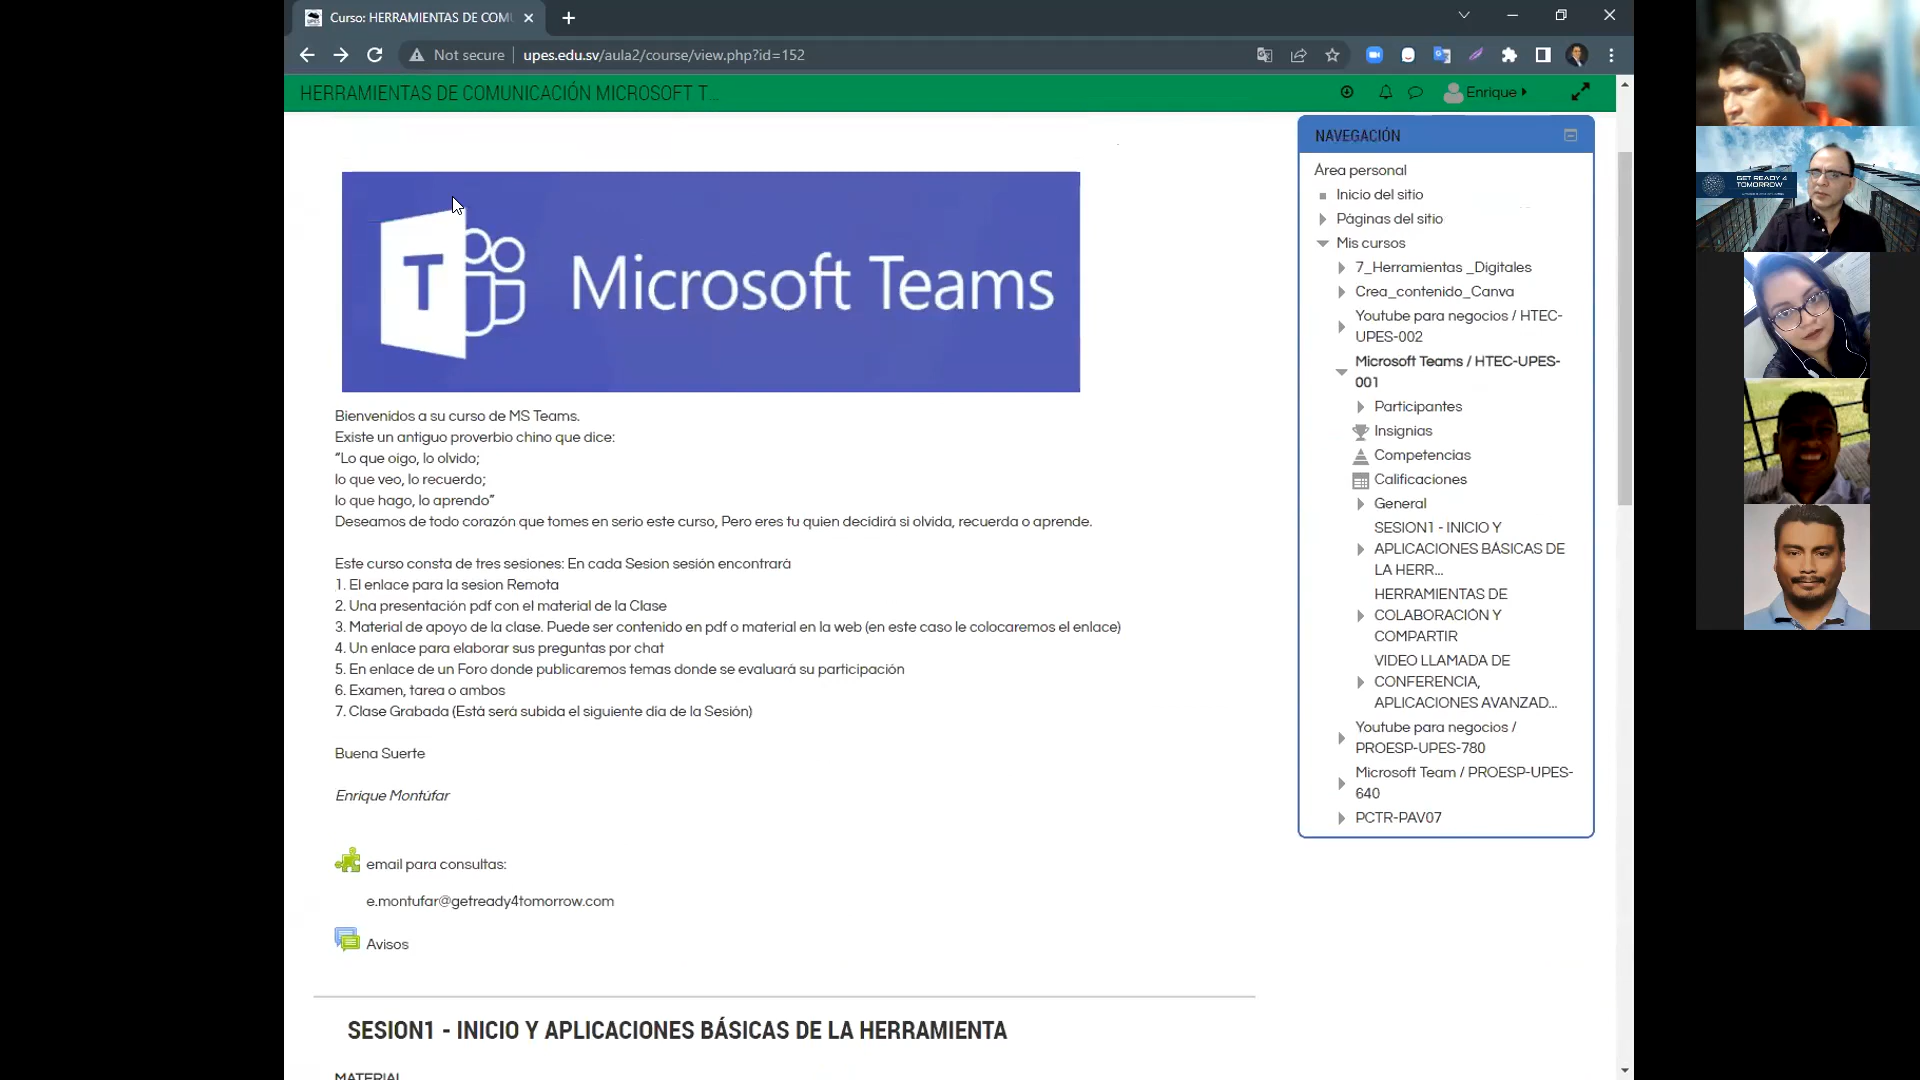 Curso: HERRAMIENTAS DE COM
Not secure
upes.edu.sv/aula2/course/view.php?id=152
HERRAMIENTAS DE COMUNICACIÓN MICROSOFT T...
Enrique
T
Microsoft Teams
Bienvenidos a su curso de MS Teams.
Existe un antiguo proverbio chino que dice:
"Lo que oigo, lo olvido;
lo que veo, lo recuerdo;
lo que hago, lo aprendo"
Deseamos de todo corazón que tomes en serio este curso, Pero eres tu quien decidirá si olvida, recuerda o aprende.
Este curso consta de tres sesiones: En cada Sesion sesión encontrará
1. El enlace para la sesion Remota
2. Una presentación pdf con el material de la Clase
3. Material de apoyo de la clase. Puede ser contenido en pdf o material en la web (en este caso le colocaremos el enlace)
4. Un enlace para elaborar sus preguntas por chat
5. En enlace de un Foro donde publicaremos temas donde se evaluará su participación
6. Examen, tarea o ambos
7. Clase Grabada (Está será subida el siguiente día de la Sesión)
Buena Suerte
Enrique Montúfar
email para consultas:
e.montufar@getready4tomorrow.com
Avisos
SESION1 - INICIO Y APLICACIONES BÁSICAS DE LA HERRAMIENTA
MATERIAL
NAVEGACIÓN
Área personal
Inicio del sitio
Páginas del sitio
Mis cursos
7_Herramientas _Digitales
Crea_contenido_Canva
Youtube para negocios / HTEC-
UPES-002
Microsoft Teams / HTEC-UPES-
001
Participantes
Insignias
Competencias
Calificaciones
General
SESION1 - INICIO Y
APLICACIONES BÁSICAS DE
LA HERR...
HERRAMIENTAS DE
COLABORACIÓN Y
COMPARTIR
VIDEO LLAMADA DE
CONFERENCIA,
APLICACIONES AVANZAD...
Youtube para negocios /
PROESP-UPES-780
Microsoft Team / PROESP-UPES-
640
PCTR-PAV07
GET READY 4
TOMORROW